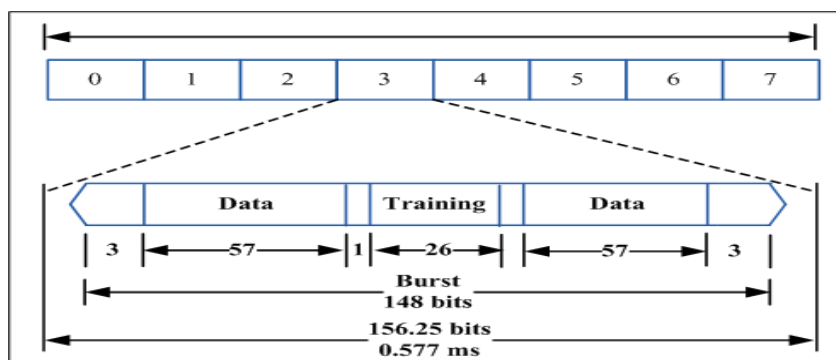 0 1 2 3 4 5 6 7
Data Training Data
3 57 1 26 57 3
Burst
148 bits
156.25 bits
0.577 ms